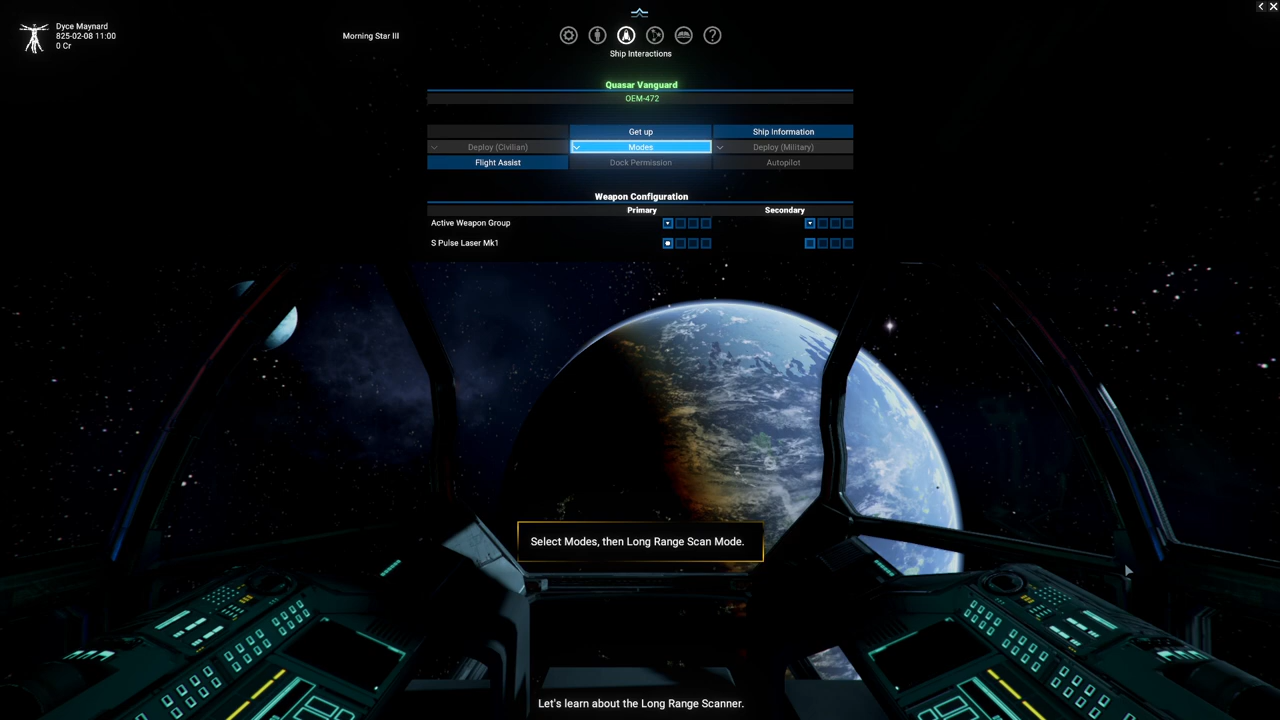 Dyce Maynard
825-02-08 11:00
0 Cr
Morning Star III
Ship Interactions
Quasar Vanguard
OEM-472
Get up
Ship Information
Deploy (Civilian)
Modes
Deploy (Military)
Flight Assist
Dock Permission
Autopilot
Weapon Configuration
Primary
Secondary
Active Weapon Group
S Pulse Laser Mk1
Select Modes, then Long Range Scan Mode.
Let's learn about the Long Range Scanner.